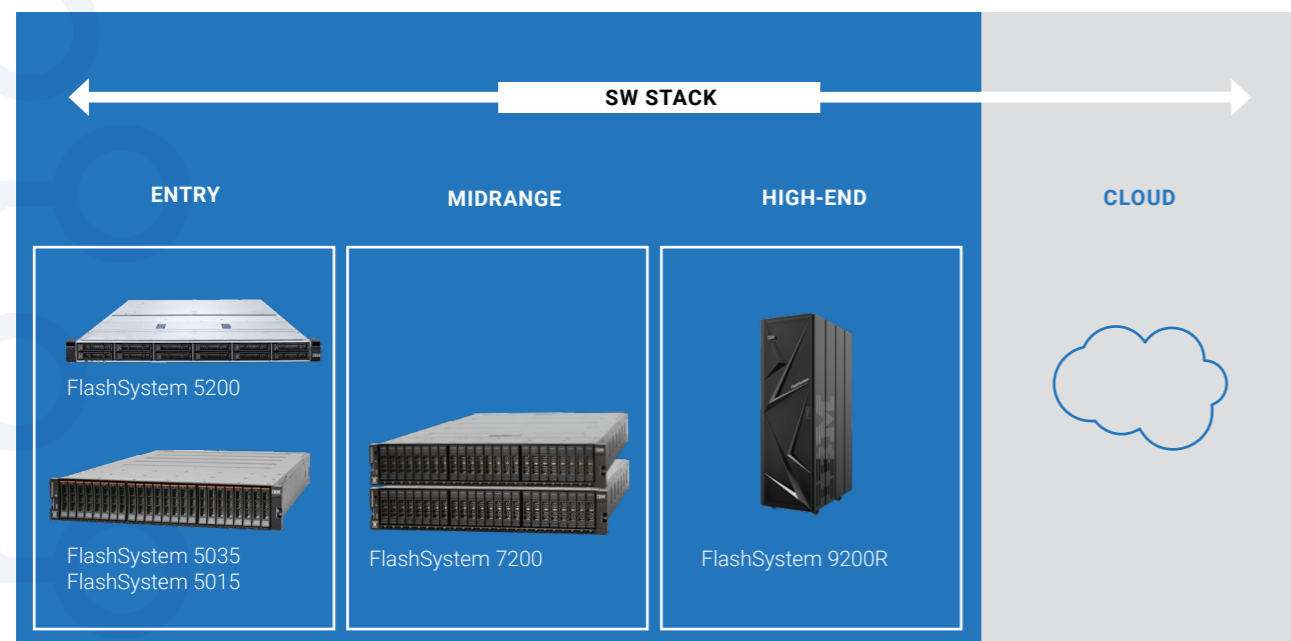 SW STACK
ENTRY
MIDRANGE
HIGH-END
CLOUD
FlashSystem 5200
FlashSystem 5035
FlashSystem 5015
FlashSystem 7200
FlashSystem 9200R